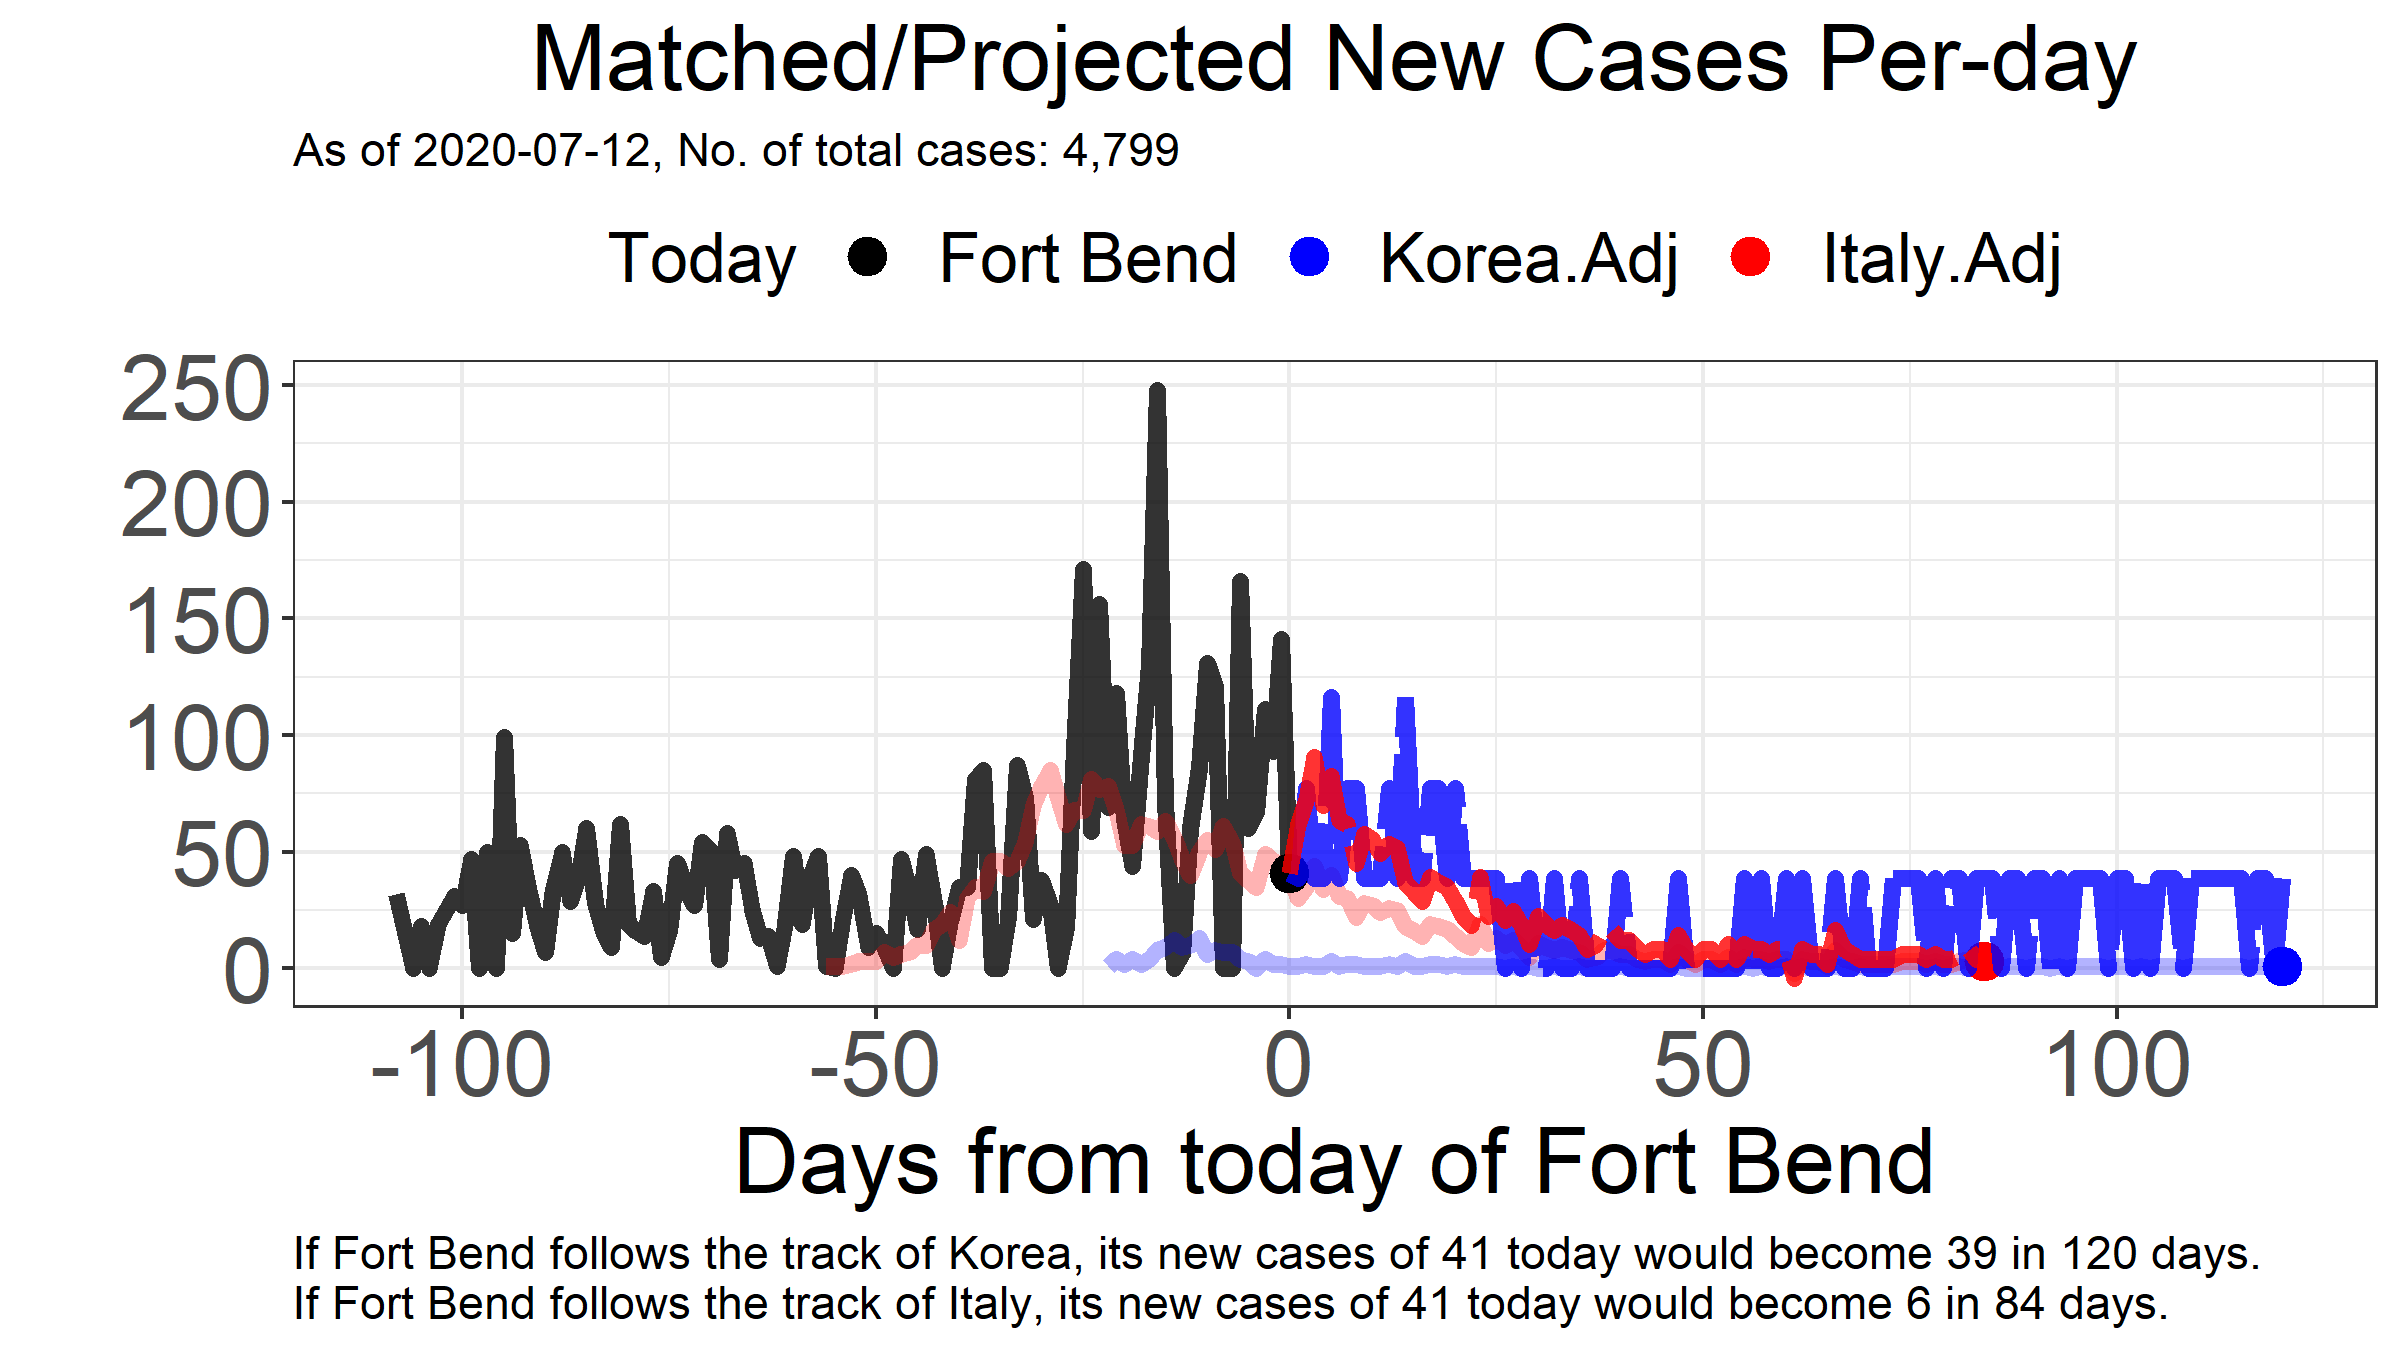 Matched/Projected New Cases Per-day
As of 2020-07-12, No. of total cases: 4,799
Today Fort Bend Korea.Adj Italy.Adj
250
200
150
100
50
0
-100 -50 0 50 100
Days from today of Fort Bend
If Fort Bend follows the track of Korea, its new cases of 41 today would become 39 in 120 days.
If Fort Bend follows the track of Italy, its new cases of 41 today would become 6 in 84 days.